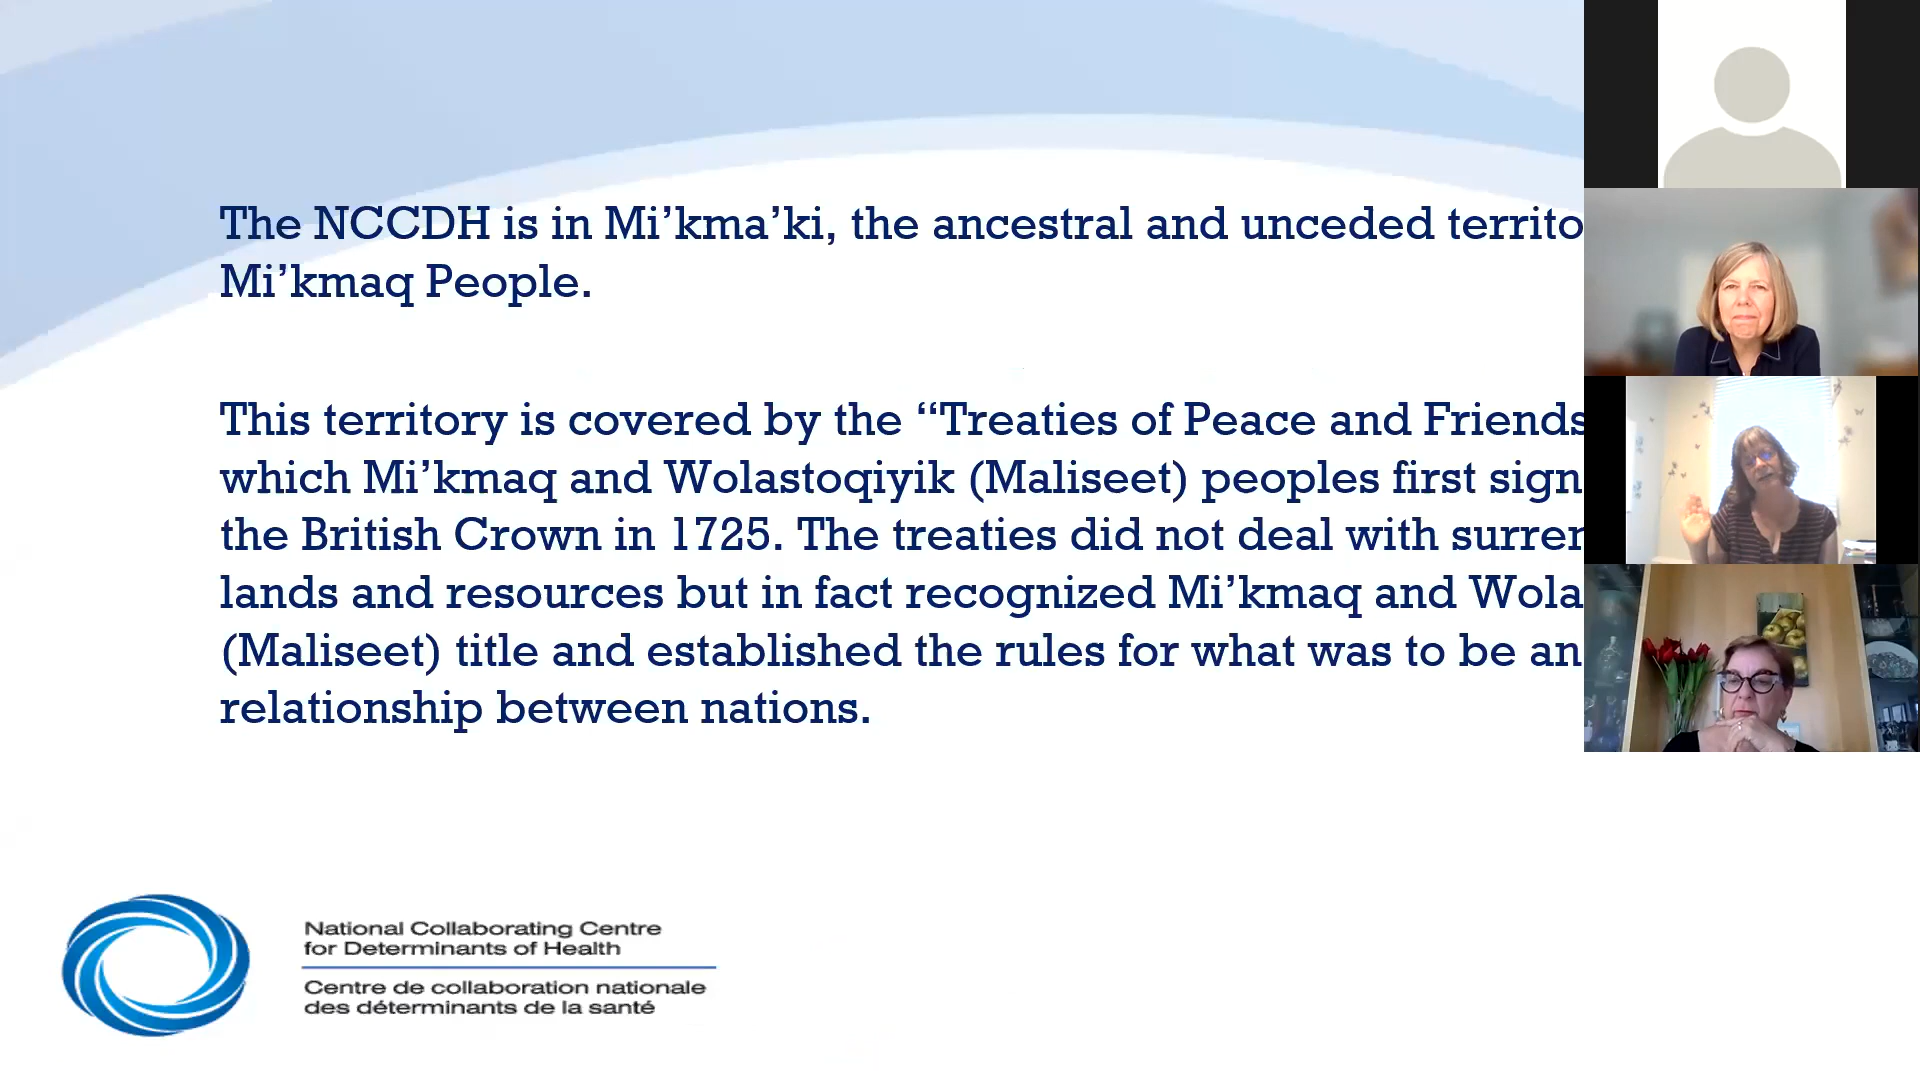 The NCCDH is in Mi’kma’ki, the ancestral and unceded territo
Mi’kmaq People.
This territory is covered by the “Treaties of Peace and Friends
which Mi’kmaq and Wolastoqiyik (Maliseet) peoples first sign
the British Crown in 1725. The treaties did not deal with surren
lands and resources but in fact recognized Mi’kmaq and Wola
(Maliseet) title and established the rules for what was to be an
relationship between nations.
National Collaborating Centre
for Determinants of Health
Centre de collaboration nationale
des déterminants de la santé